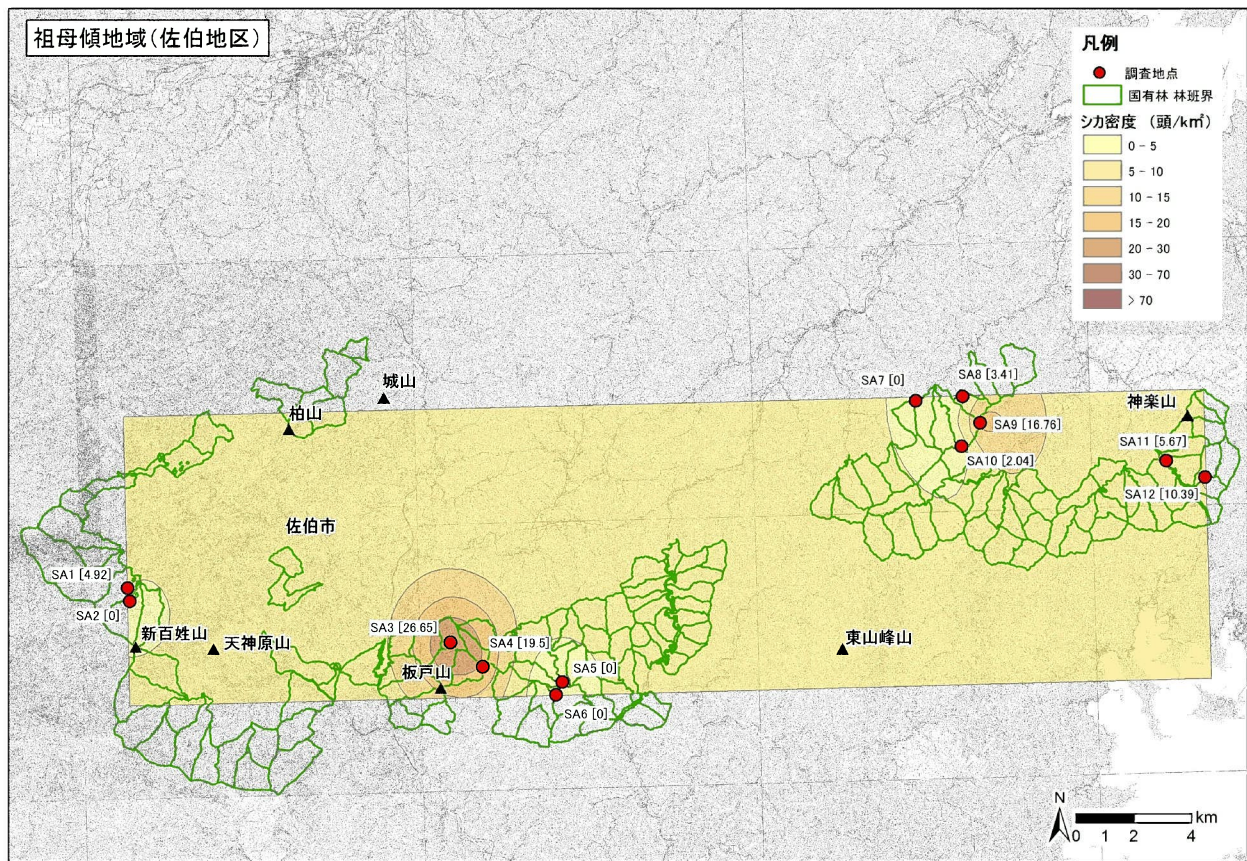 祖母傾地域(佐伯地区)
凡例
調査地点
国有林 林班界
シカ密度 (頭/k㎡)
0 - 5
5 - 10
10 - 15
15 - 20
20 - 30
30 - 70
> 70
城山
柏山
SA7 [0]
SA8 [3.41]
神楽山
SA9 [16.76]
SA11 [5.67]
SA10 [2.04]
SA12 [10.39]
佐伯市
SA1 [4.92]
SA2 [0]
新百姓山
天神原山
SA3 [26.65]
SA4 [19.5]
東山峰山
板戸山
SA5 [0]
SA6 [0]
N
km
0 1 2 4